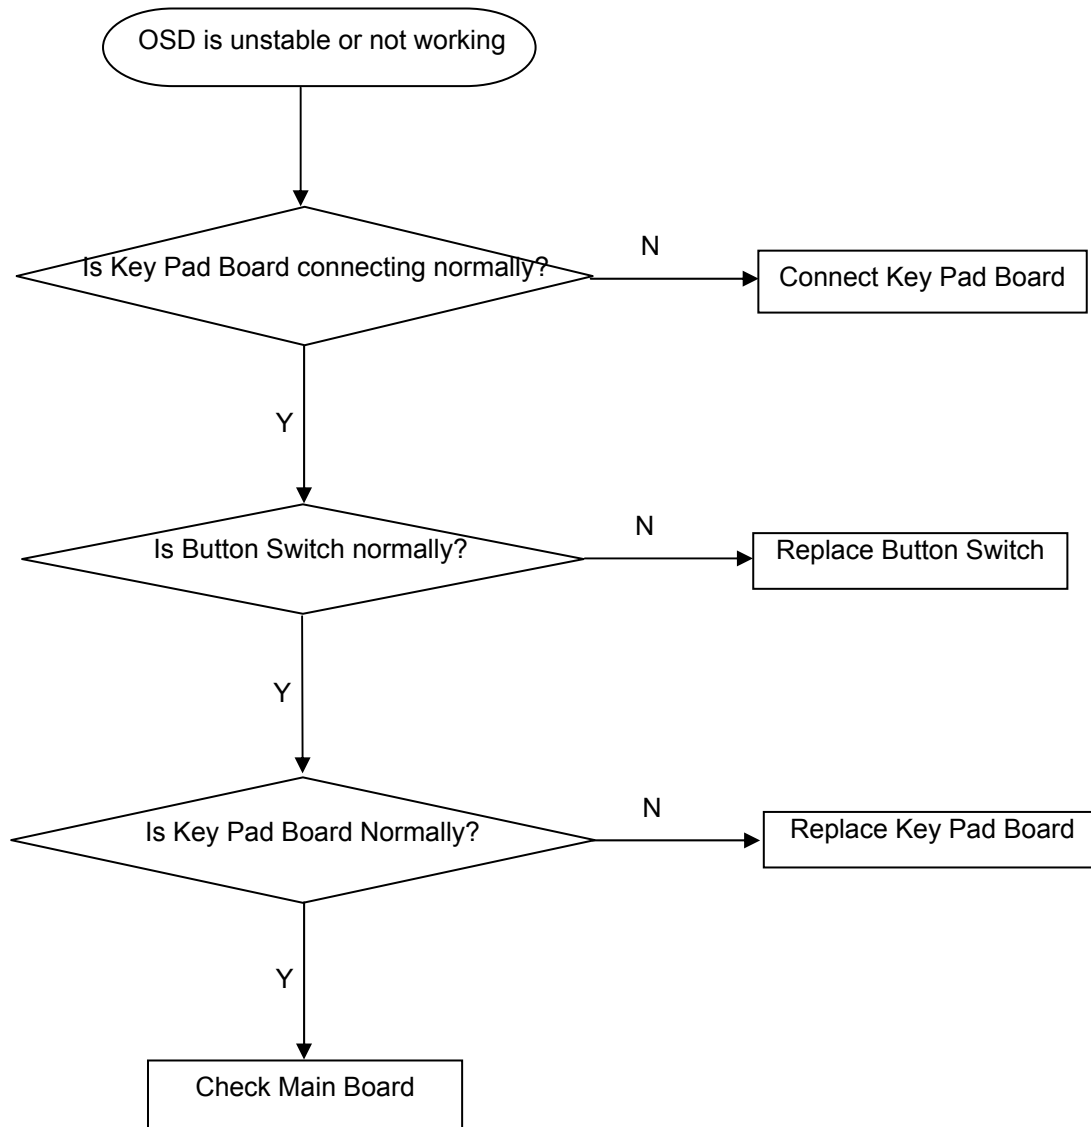 OSD is unstable or not working
Is Key Pad Board connecting normally?
N
Connect Key Pad Board
Y
Is Button Switch normally?
N
Replace Button Switch
Y
Is Key Pad Board Normally?
N
Replace Key Pad Board
Y
Check Main Board